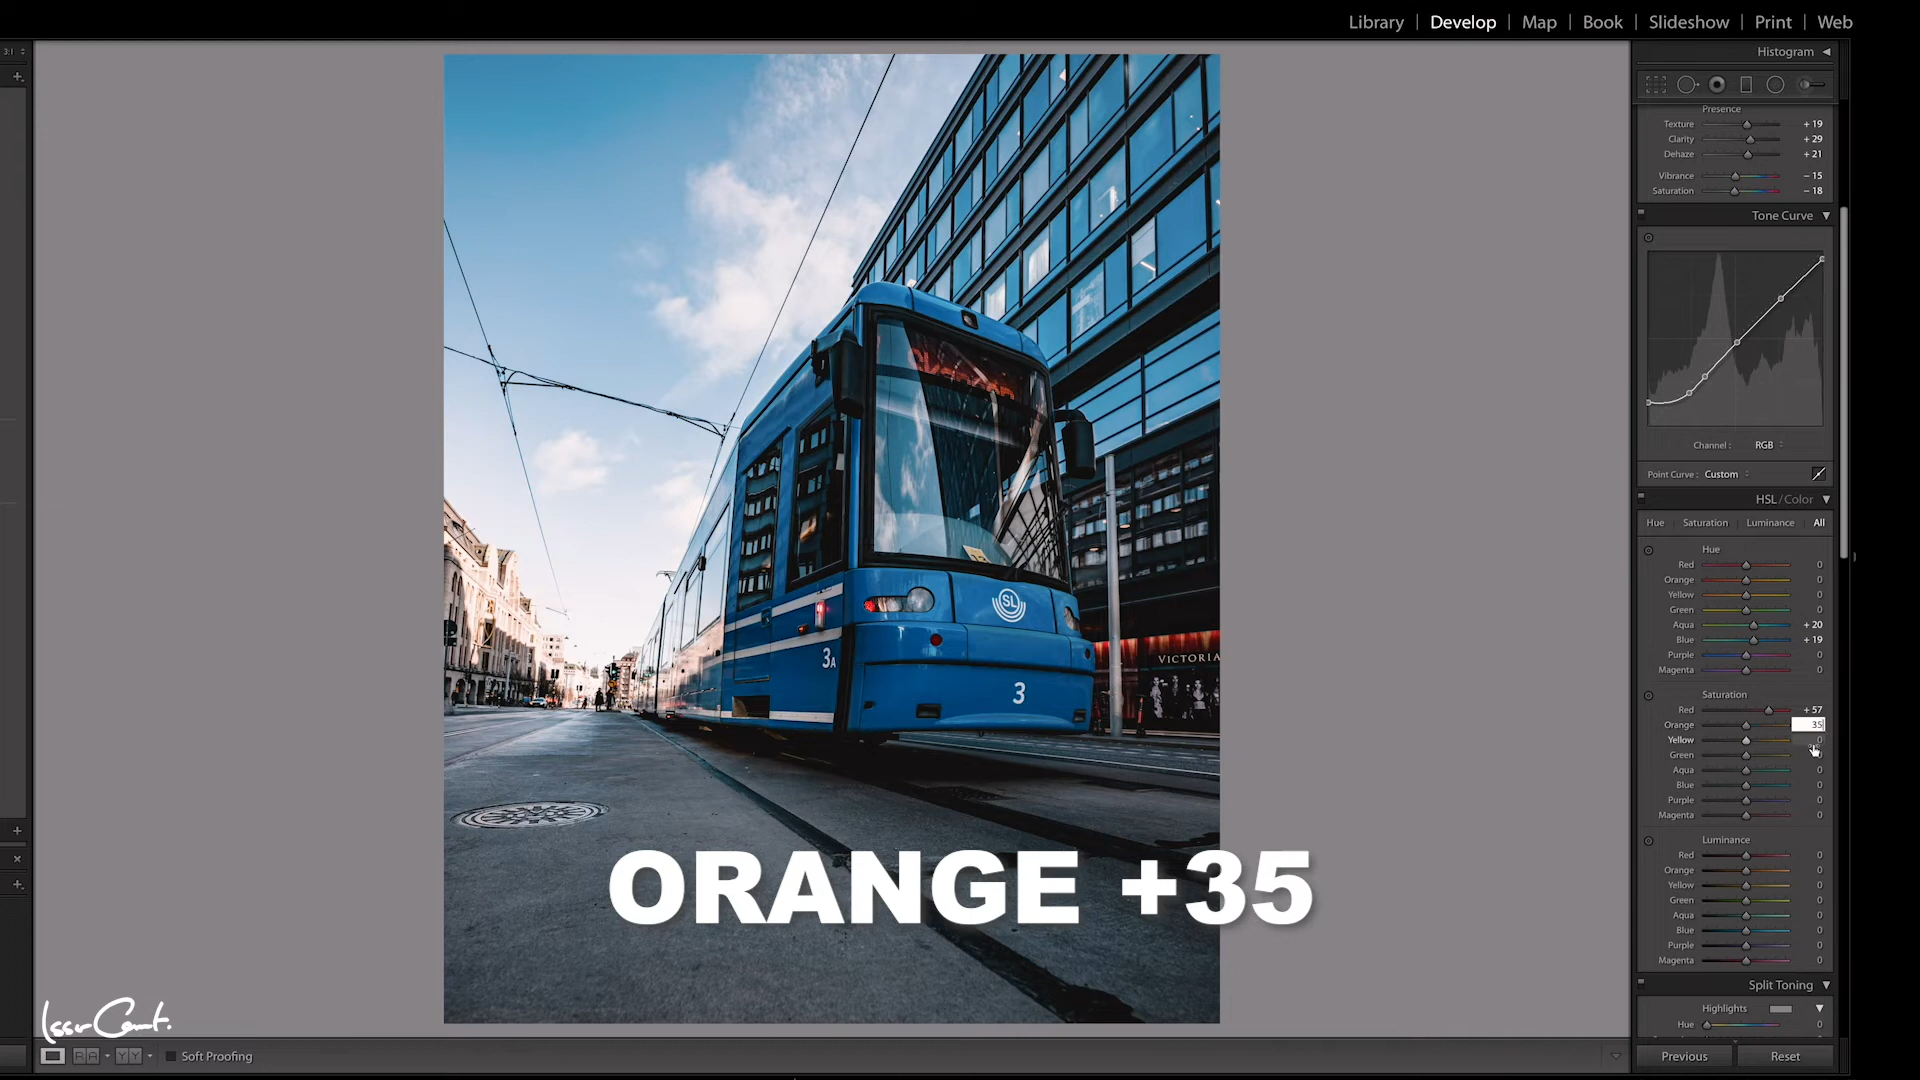 Library | Develop | Map | Book | Slideshow | Print | Web
3:1
Histogram
Presence
Texture +19
Clarity +29
Dehaze +21
Vibrance −15
Saturation −18
Tone Curve
Channel : RGB
Point Curve : Custom
HSL / Color
Hue Saturation Luminance All
Hue
Red 0
Orange 0
Yellow 0
Green 0
Aqua +20
Blue +19
Purple 0
Magenta 0
Saturation
Red +57
Orange 35
Yellow 0
Green
Aqua 0
Blue 0
Purple 0
Magenta 0
Luminance
Red 0
Orange 0
Yellow 0
Green 0
Aqua 0
Blue 0
Purple 0
Magenta 0
Split Toning
Highlights
Hue 0
Previous Reset
SL
3A
3
VICTORIA
ORANGE +35
R A Y Y Soft Proofing